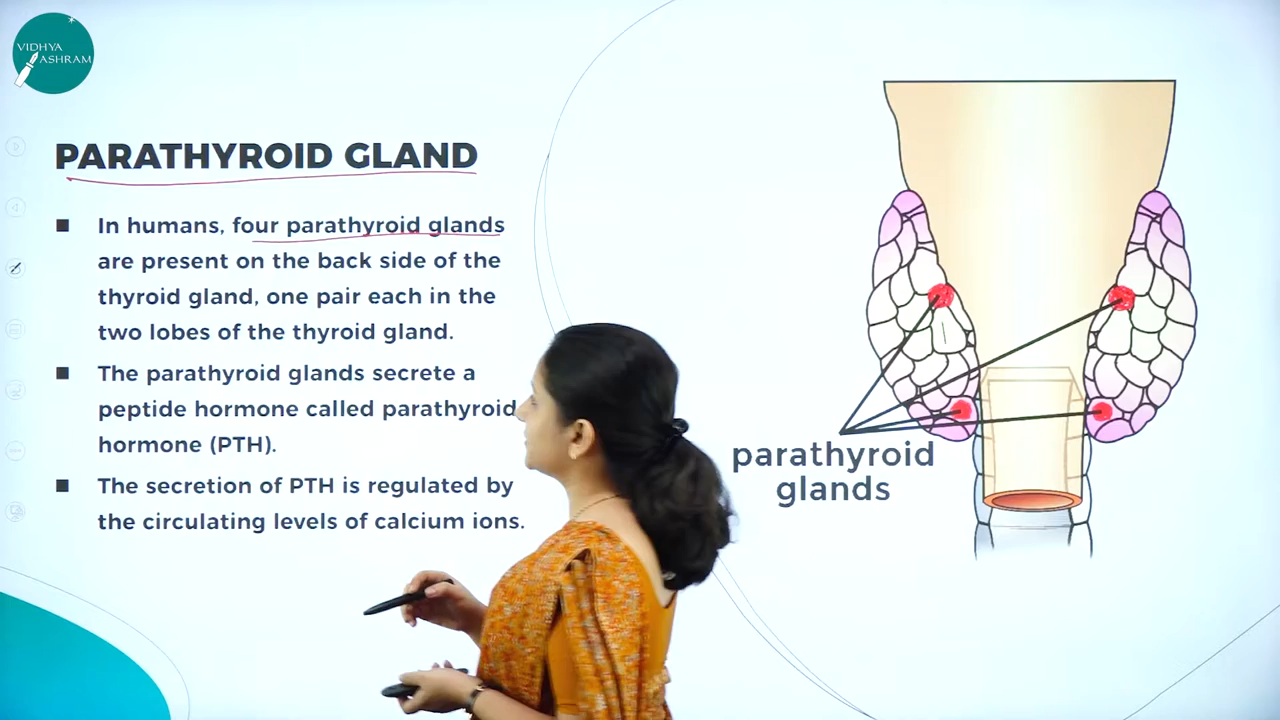 VIDHYA
ASHRAM
PARATHYROID GLAND
■ In humans, four parathyroid glands
are present on the back side of the
thyroid gland, one pair each in the
two lobes of the thyroid gland.
■ The parathyroid glands secrete a
peptide hormone called parathyroid
hormone (PTH).
■ The secretion of PTH is regulated by
the circulating levels of calcium ions.
parathyroid
glands